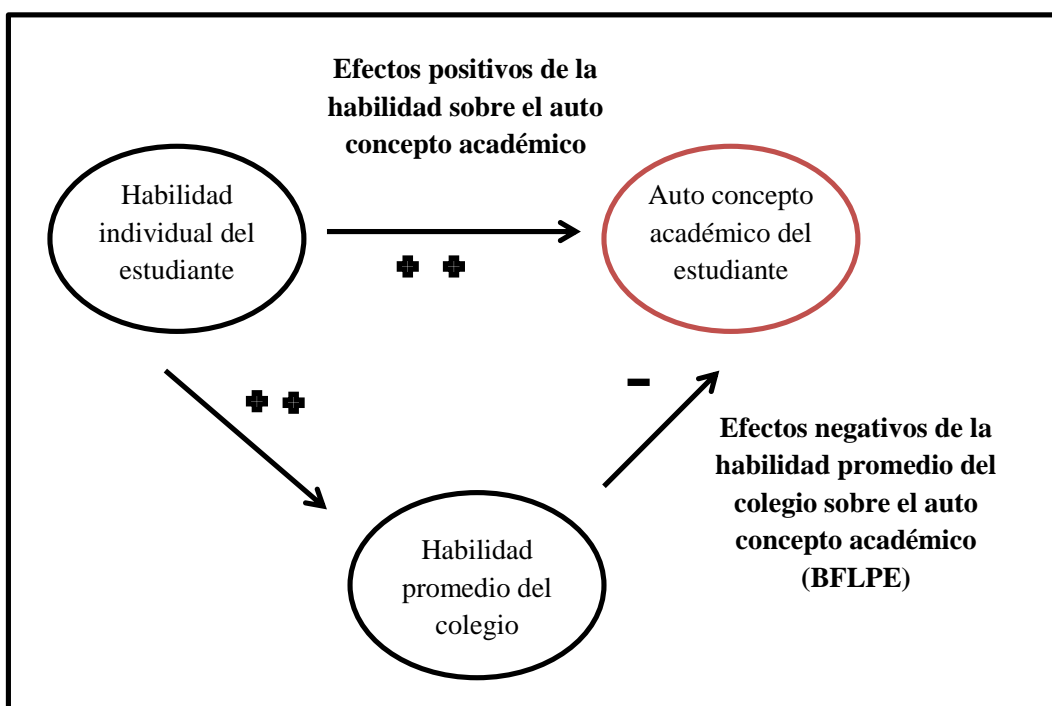 Efectos positivos de la
habilidad sobre el auto
concepto académico
Habilidad
individual del
estudiante
Auto concepto
académico del
estudiante
Efectos negativos de la
habilidad promedio del
colegio sobre el auto
concepto académico
(BFLPE)
Habilidad
promedio del
colegio